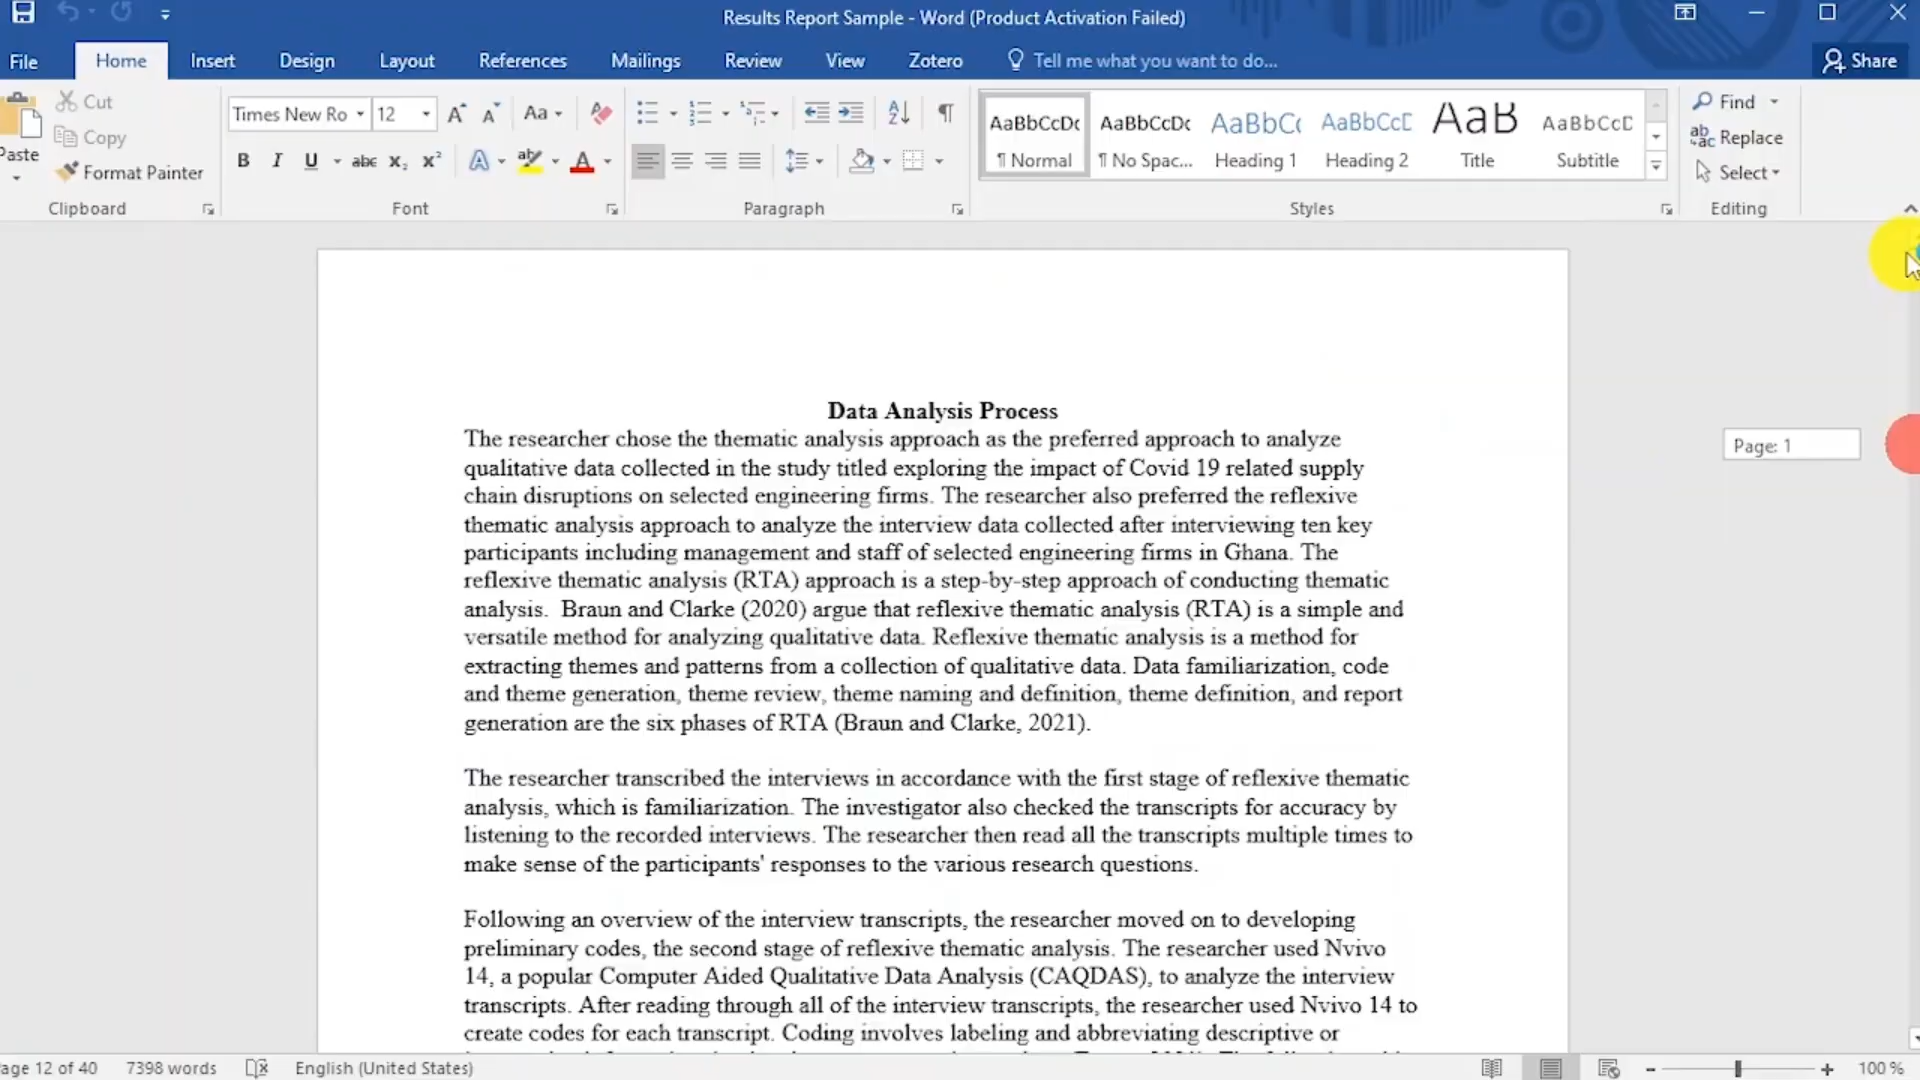 Results Report Sample - Word (Product Activation Failed)
File Home Insert Design Layout References Mailings Review View Zotero Tell me what you want to do... Share
Cut
Copy
Paste
Format Painter
Clipboard
Times New Ro 12 Aa
B I U abc x₂ x² A A
Font
Paragraph
AaBbCcDc AaBbCcDc AaBbC AaBbCcD AaB AaBbCcD
¶ Normal ¶ No Spac... Heading 1 Heading 2 Title Subtitle
Styles
Find
Replace
Select
Editing
Page: 1
Data Analysis Process
The researcher chose the thematic analysis approach as the preferred approach to analyze
qualitative data collected in the study titled exploring the impact of Covid 19 related supply
chain disruptions on selected engineering firms. The researcher also preferred the reflexive
thematic analysis approach to analyze the interview data collected after interviewing ten key
participants including management and staff of selected engineering firms in Ghana. The
reflexive thematic analysis (RTA) approach is a step-by-step approach of conducting thematic
analysis.  Braun and Clarke (2020) argue that reflexive thematic analysis (RTA) is a simple and
versatile method for analyzing qualitative data. Reflexive thematic analysis is a method for
extracting themes and patterns from a collection of qualitative data. Data familiarization, code
and theme generation, theme review, theme naming and definition, theme definition, and report
generation are the six phases of RTA (Braun and Clarke, 2021).
The researcher transcribed the interviews in accordance with the first stage of reflexive thematic
analysis, which is familiarization. The investigator also checked the transcripts for accuracy by
listening to the recorded interviews. The researcher then read all the transcripts multiple times to
make sense of the participants' responses to the various research questions.
Following an overview of the interview transcripts, the researcher moved on to developing
preliminary codes, the second stage of reflexive thematic analysis. The researcher used Nvivo
14, a popular Computer Aided Qualitative Data Analysis (CAQDAS), to analyze the interview
transcripts. After reading through all of the interview transcripts, the researcher used Nvivo 14 to
create codes for each transcript. Coding involves labeling and abbreviating descriptive or
age 12 of 40 7398 words English (United States) 100 %